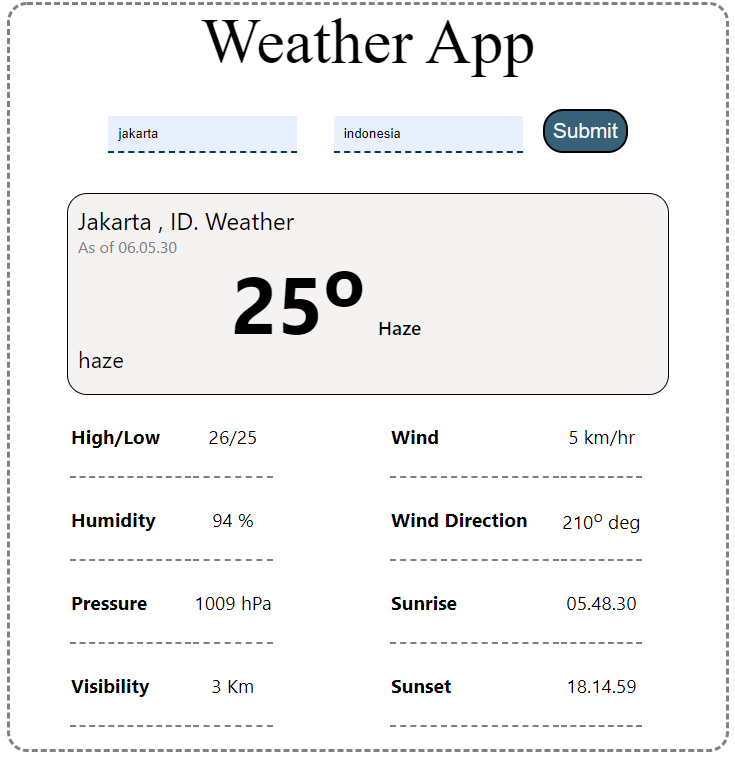 Weather App
jakarta indonesia Submit
Jakarta , ID. Weather
As of 06.05.30
25º Haze
haze
High/Low 26/25 Wind 5 km/hr
Humidity 94 % Wind Direction 210º deg
Pressure 1009 hPa Sunrise 05.48.30
Visibility 3 Km Sunset 18.14.59